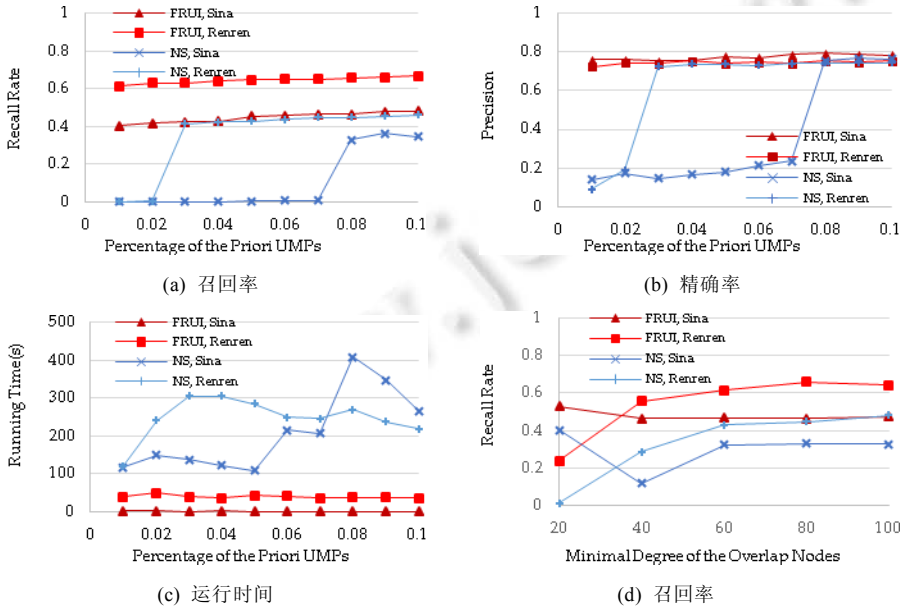 1
0.8
0.6
0.4
0.2
0
Recall Rate
FRUI, Sina
FRUI, Renren
NS, Sina
NS, Renren
0
0.02
0.04
0.06
0.08
0.1
Percentage of the Priori UMPs
(a) 召回率
1
0.8
0.6
0.4
0.2
0
Precision
FRUI, Sina
FRUI, Renren
NS, Sina
NS, Renren
0
0.02
0.04
0.06
0.08
0.1
Percentage of the Priori UMPs
(b) 精确率
500
400
300
200
100
0
Running Time(s)
FRUI, Sina
FRUI, Renren
NS, Sina
NS, Renren
0
0.02
0.04
0.06
0.08
0.1
Percentage of the Priori UMPs
(c) 运行时间
1
0.8
0.6
0.4
0.2
0
Recall Rate
FRUI, Sina
FRUI, Renren
NS, Sina
NS, Renren
20
40
60
80
100
Minimal Degree of the Overlap Nodes
(d) 召回率